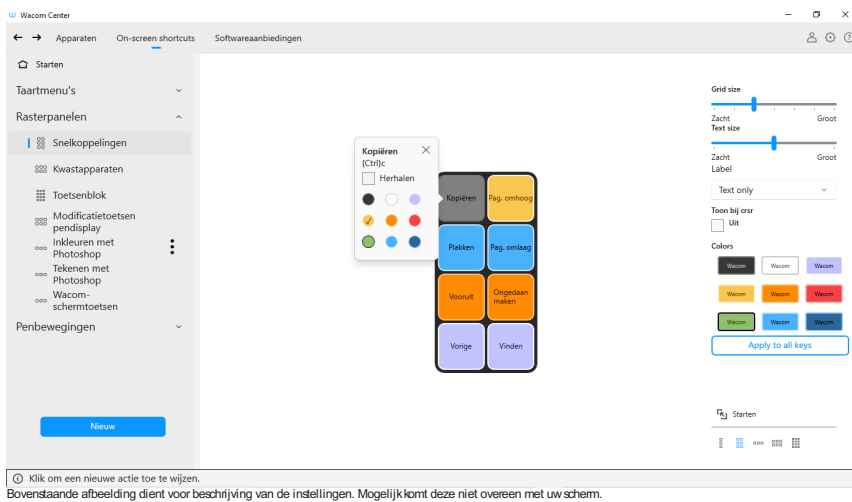 Wacom Center
Apparaten On-screen shortcuts Softwareaanbiedingen
Starten
Taartmenu's
Rasterpanelen
Snelkoppelingen
Kwastapparaten
Toetsenblok
Modificatietoetsen
pendisplay
Inkleuren met
Photoshop
Tekenen met
Photoshop
Wacom-
schermtoetsen
Penbewegingen
Nieuw
Kopiëren
{Ctrl}c
Herhalen
Kopiëren Pag. omhoog
Plakken Pag. omlaag
Vooruit Ongedaan
maken
Vorige Vinden
Grid size
Zacht Groot
Text size
Zacht Groot
Label
Text only
Toon bij crsr
Uit
Colors
Wacom Wacom Wacom
Wacom Wacom Wacom
Wacom Wacom Wacom
Apply to all keys
Starten
Klik om een nieuwe actie toe te wijzen.
Bovenstaande afbeelding dient voor beschrijving van de instellingen. Mogelijk komt deze niet overeen met uw scherm.